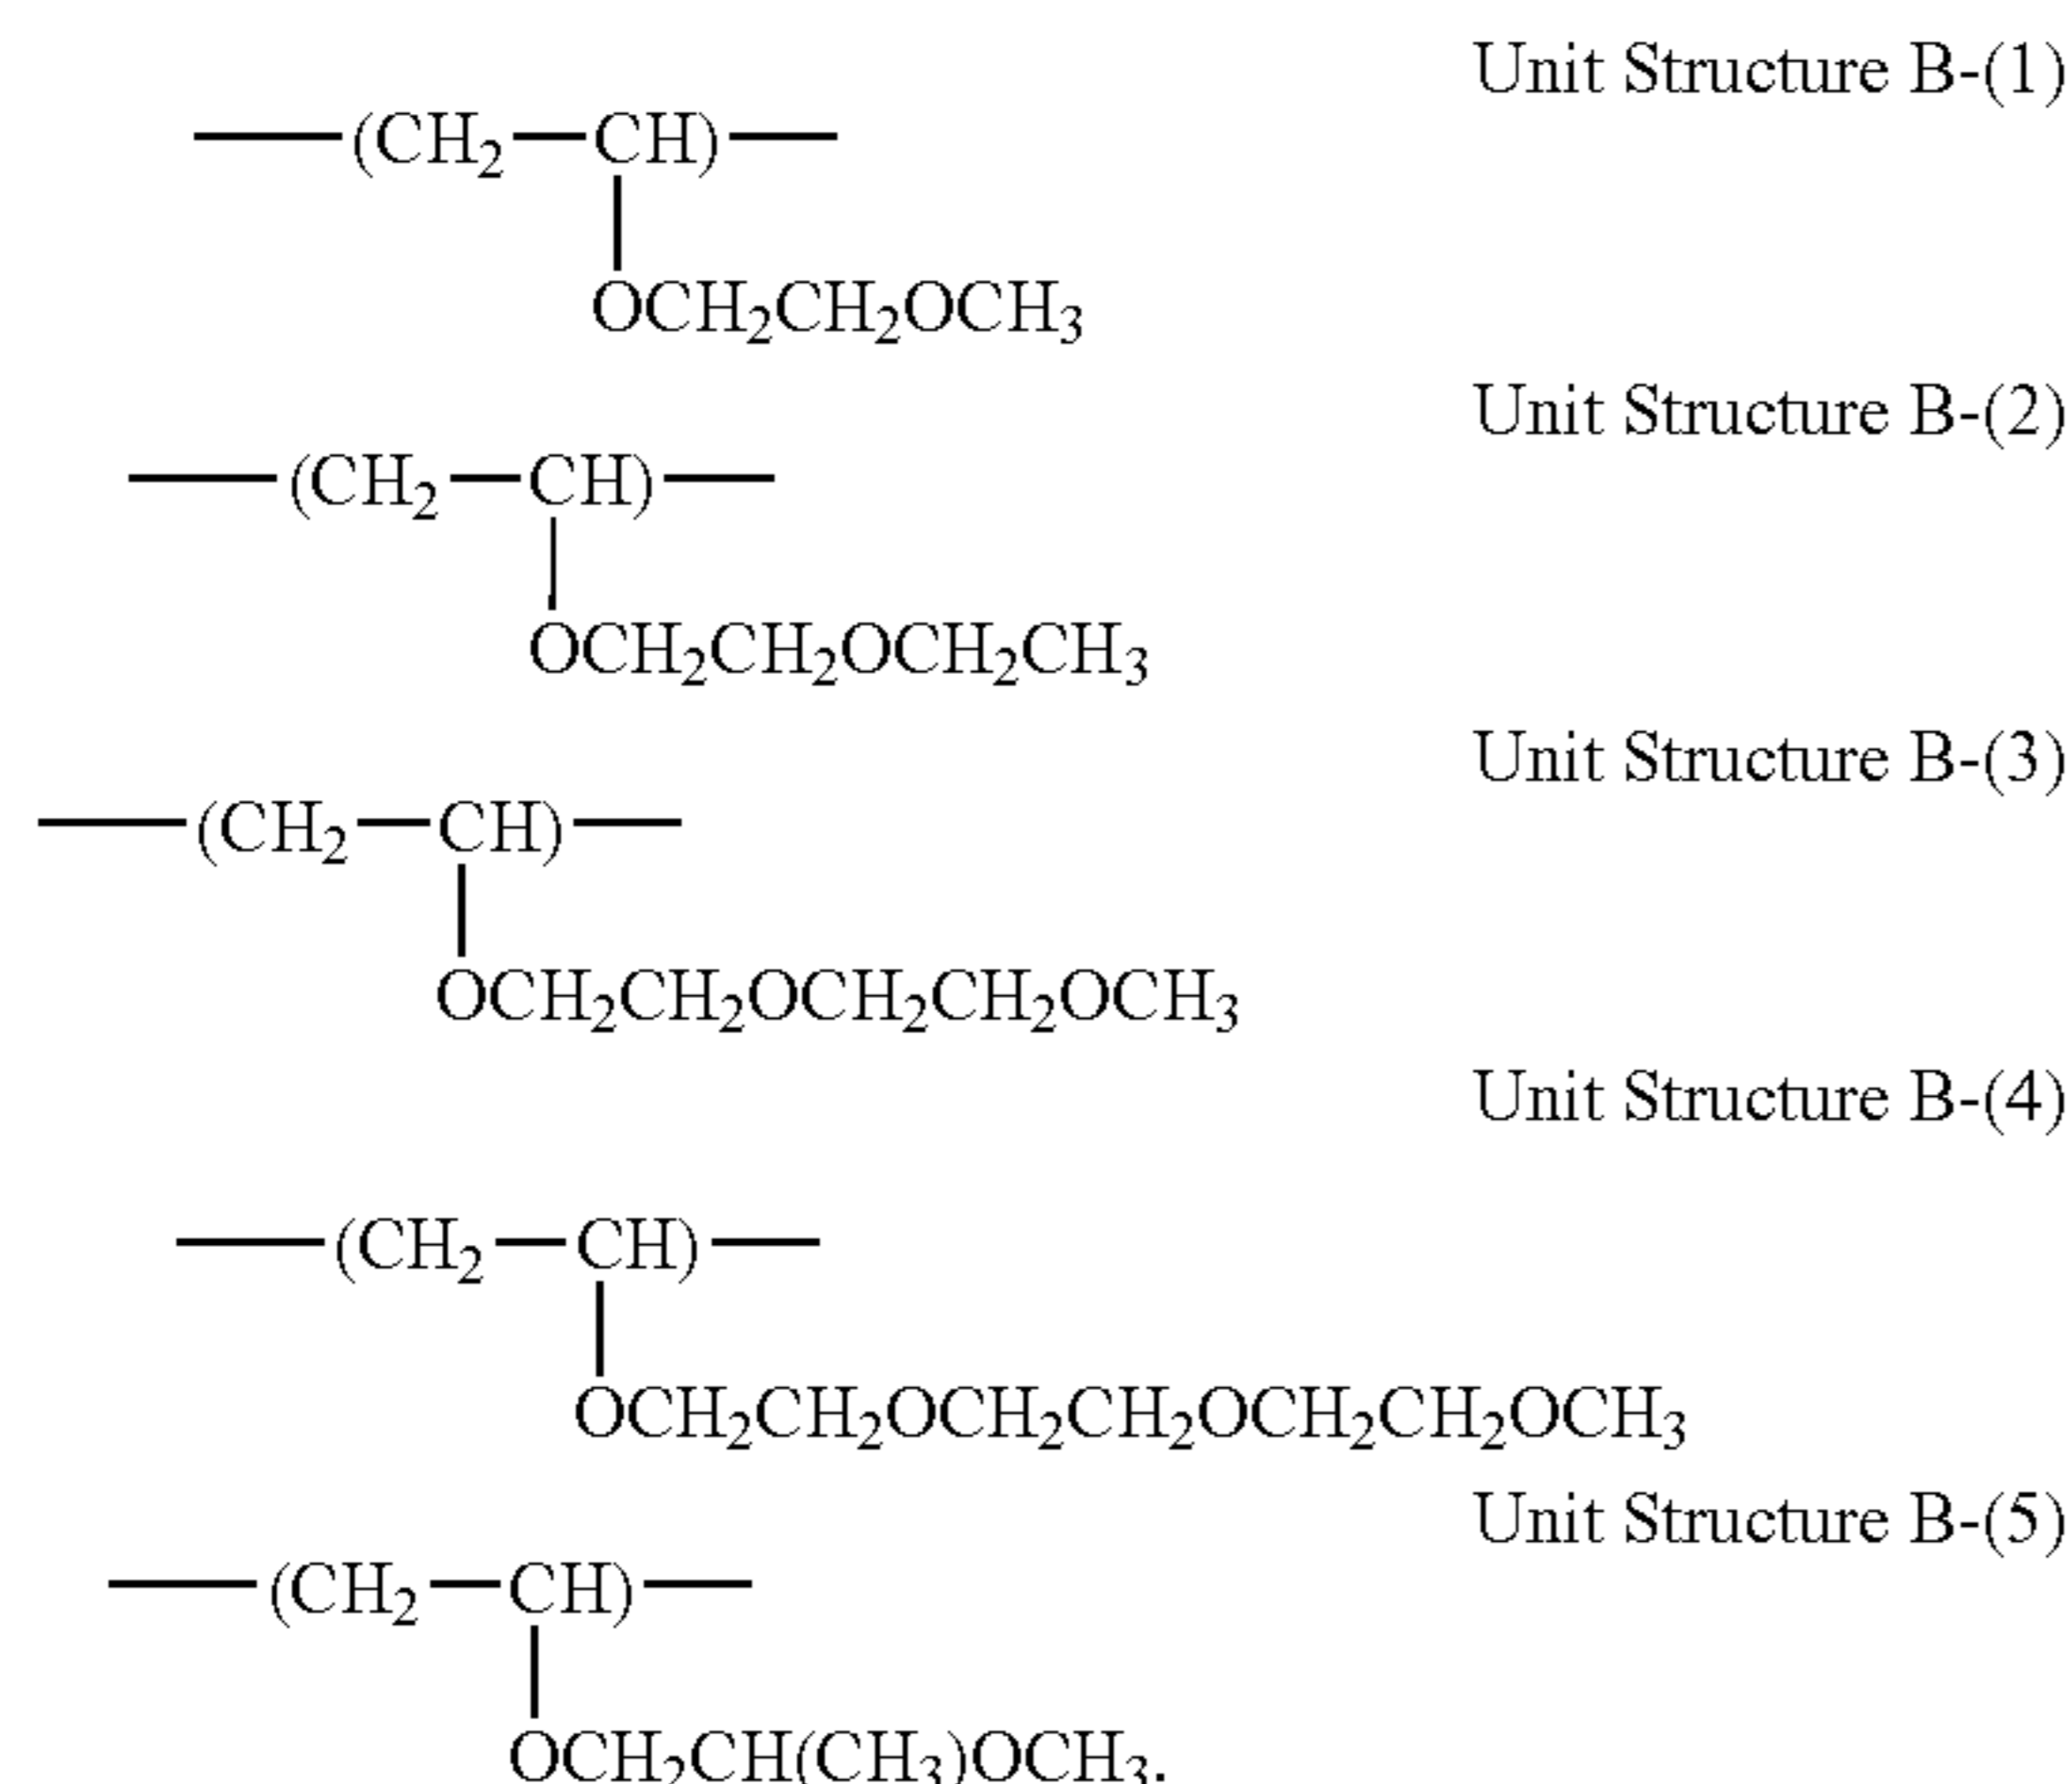 Unit Structure B-(1)
—(CH₂—CH)—
OCH₂CH₂OCH₃
Unit Structure B-(2)
—(CH₂—CH)—
OCH₂CH₂OCH₂CH₃
Unit Structure B-(3)
—(CH₂—CH)—
OCH₂CH₂OCH₂CH₂OCH₃
Unit Structure B-(4)
—(CH₂—CH)—
OCH₂CH₂OCH₂CH₂OCH₂CH₂OCH₃
Unit Structure B-(5)
—(CH₂—CH)—
OCH₂CH(CH₃)OCH₃.